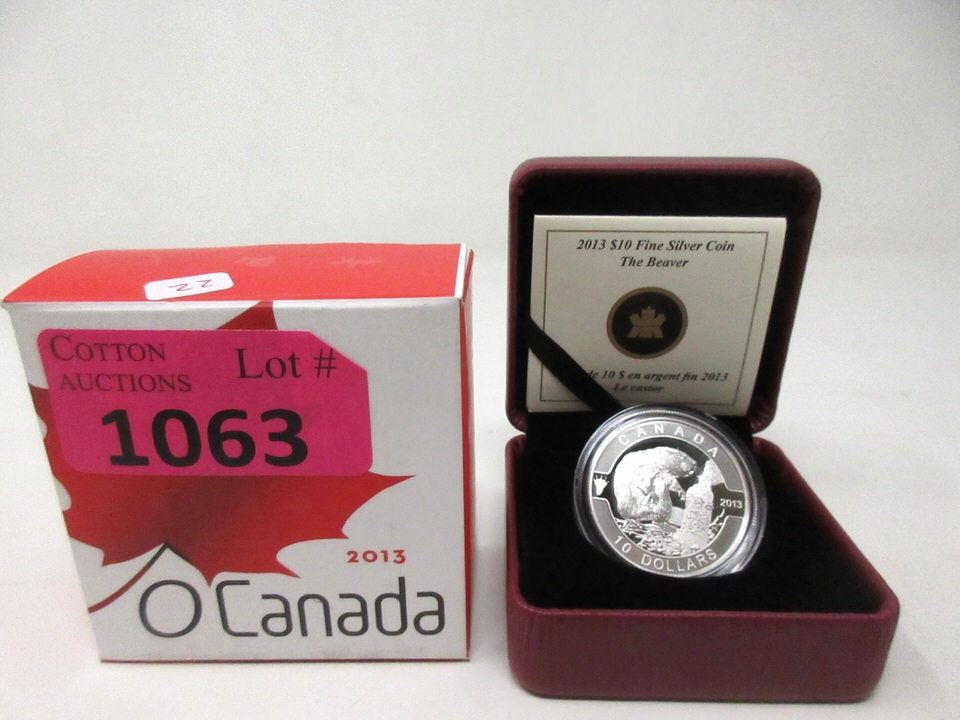 22
COTTON
AUCTIONS
Lot #
1063
2013
O Canada
2013 $10 Fine Silver Coin
The Beaver
de 10 $ en argent fin 2013
Le castor
CANADA
2013
10 DOLLARS